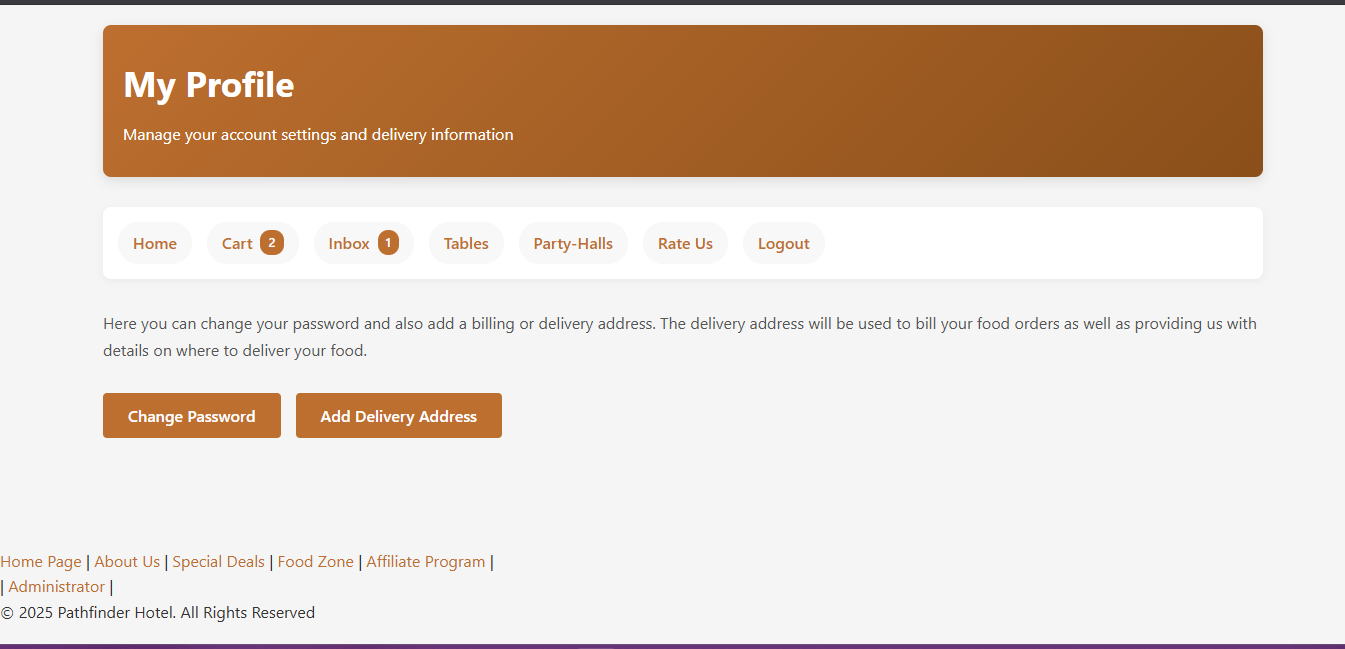 My Profile
Manage your account settings and delivery information
Home Cart 2 Inbox 1 Tables Party-Halls Rate Us Logout
Here you can change your password and also add a billing or delivery address. The delivery address will be used to bill your food orders as well as providing us with
details on where to deliver your food.
Change Password Add Delivery Address
Home Page | About Us | Special Deals | Food Zone | Affiliate Program |
| Administrator |
© 2025 Pathfinder Hotel. All Rights Reserved